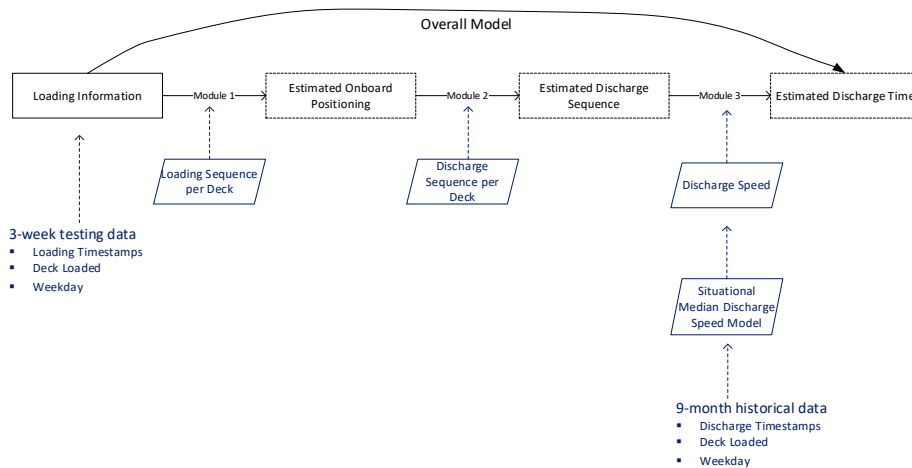 Overall Model
Loading Information
Module 1
Estimated Onboard
Positioning
Module 2
Estimated Discharge
Sequence
Module 3
Estimated Discharge Time
Loading Sequence
per Deck
Discharge
Sequence per
Deck
Discharge Speed
3-week testing data
▪ Loading Timestamps
▪ Deck Loaded
▪ Weekday
Situational
Median Discharge
Speed Model
9-month historical data
▪ Discharge Timestamps
▪ Deck Loaded
▪ Weekday